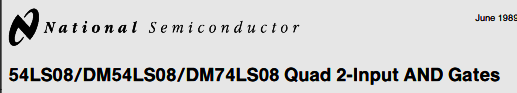 National Semiconductor
June 1989
54LS08/DM54LS08/DM74LS08 Quad 2-Input AND Gates